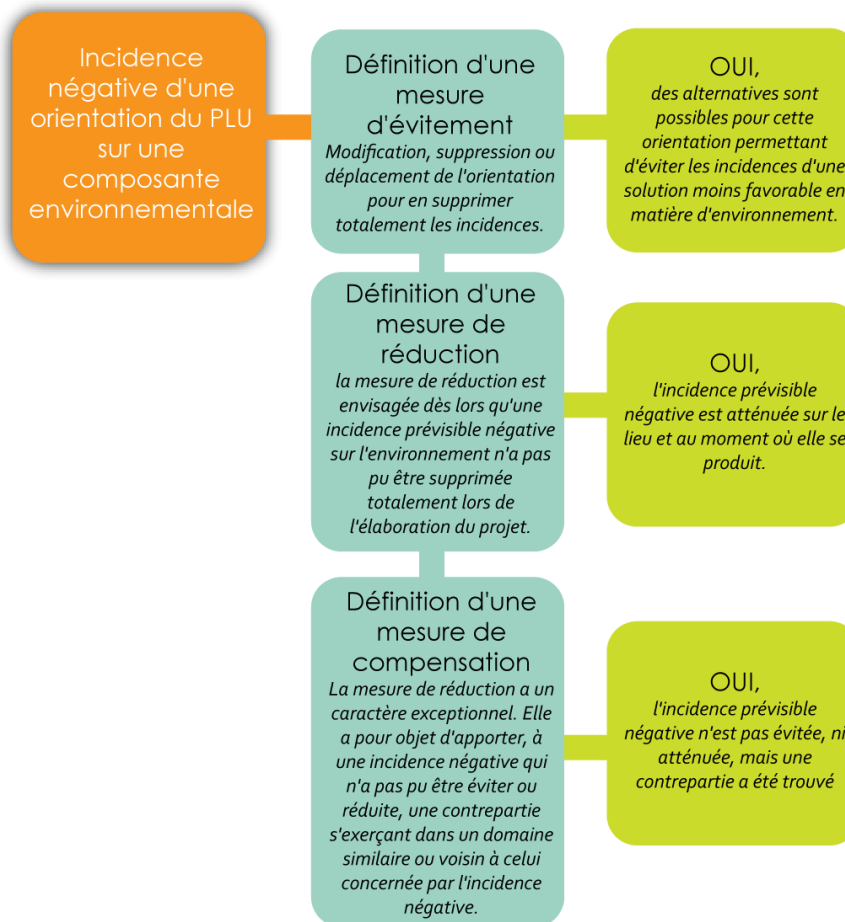 Incidence
négative d'une
orientation du PLU
sur une
composante
environnementale
Définition d'une
mesure
d'évitement
Modification, suppression ou
déplacement de l'orientation
pour en supprimer
totalement les incidences.
OUI,
des alternatives sont
possibles pour cette
orientation permettant
d'éviter les incidences d'une
solution moins favorable en
matière d'environnement.
Définition d'une
mesure de
réduction
la mesure de réduction est
envisagée dès lors qu'une
incidence prévisible négative
sur l'environnement n'a pas
pu être supprimée
totalement lors de
l'élaboration du projet.
OUI,
l'incidence prévisible
négative est atténuée sur le
lieu et au moment où elle se
produit.
Définition d'une
mesure de
compensation
La mesure de réduction a un
caractère exceptionnel. Elle
a pour objet d'apporter, à
une incidence négative qui
n'a pas pu être éviter ou
réduite, une contrepartie
s'exerçant dans un domaine
similaire ou voisin à celui
concernée par l'incidence
négative.
OUI,
l'incidence prévisible
négative n'est pas évitée, ni
atténuée, mais une
contrepartie a été trouvé